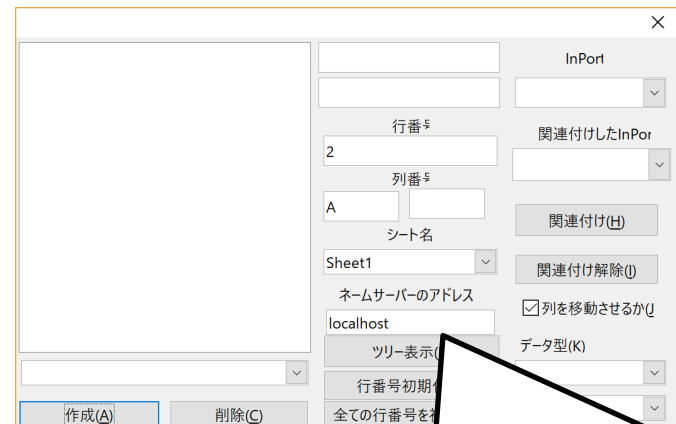 InPort
行番号
関連付けしたInPor
2
列番号
A
関連付け(H)
シート名
Sheet1
関連付け解除(I)
ネームサーバーのアドレス
列を移動させるか(J
localhost
ツリー表示(
データ型(K)
行番号初期
作成(A)
削除(C)
全ての行番号を